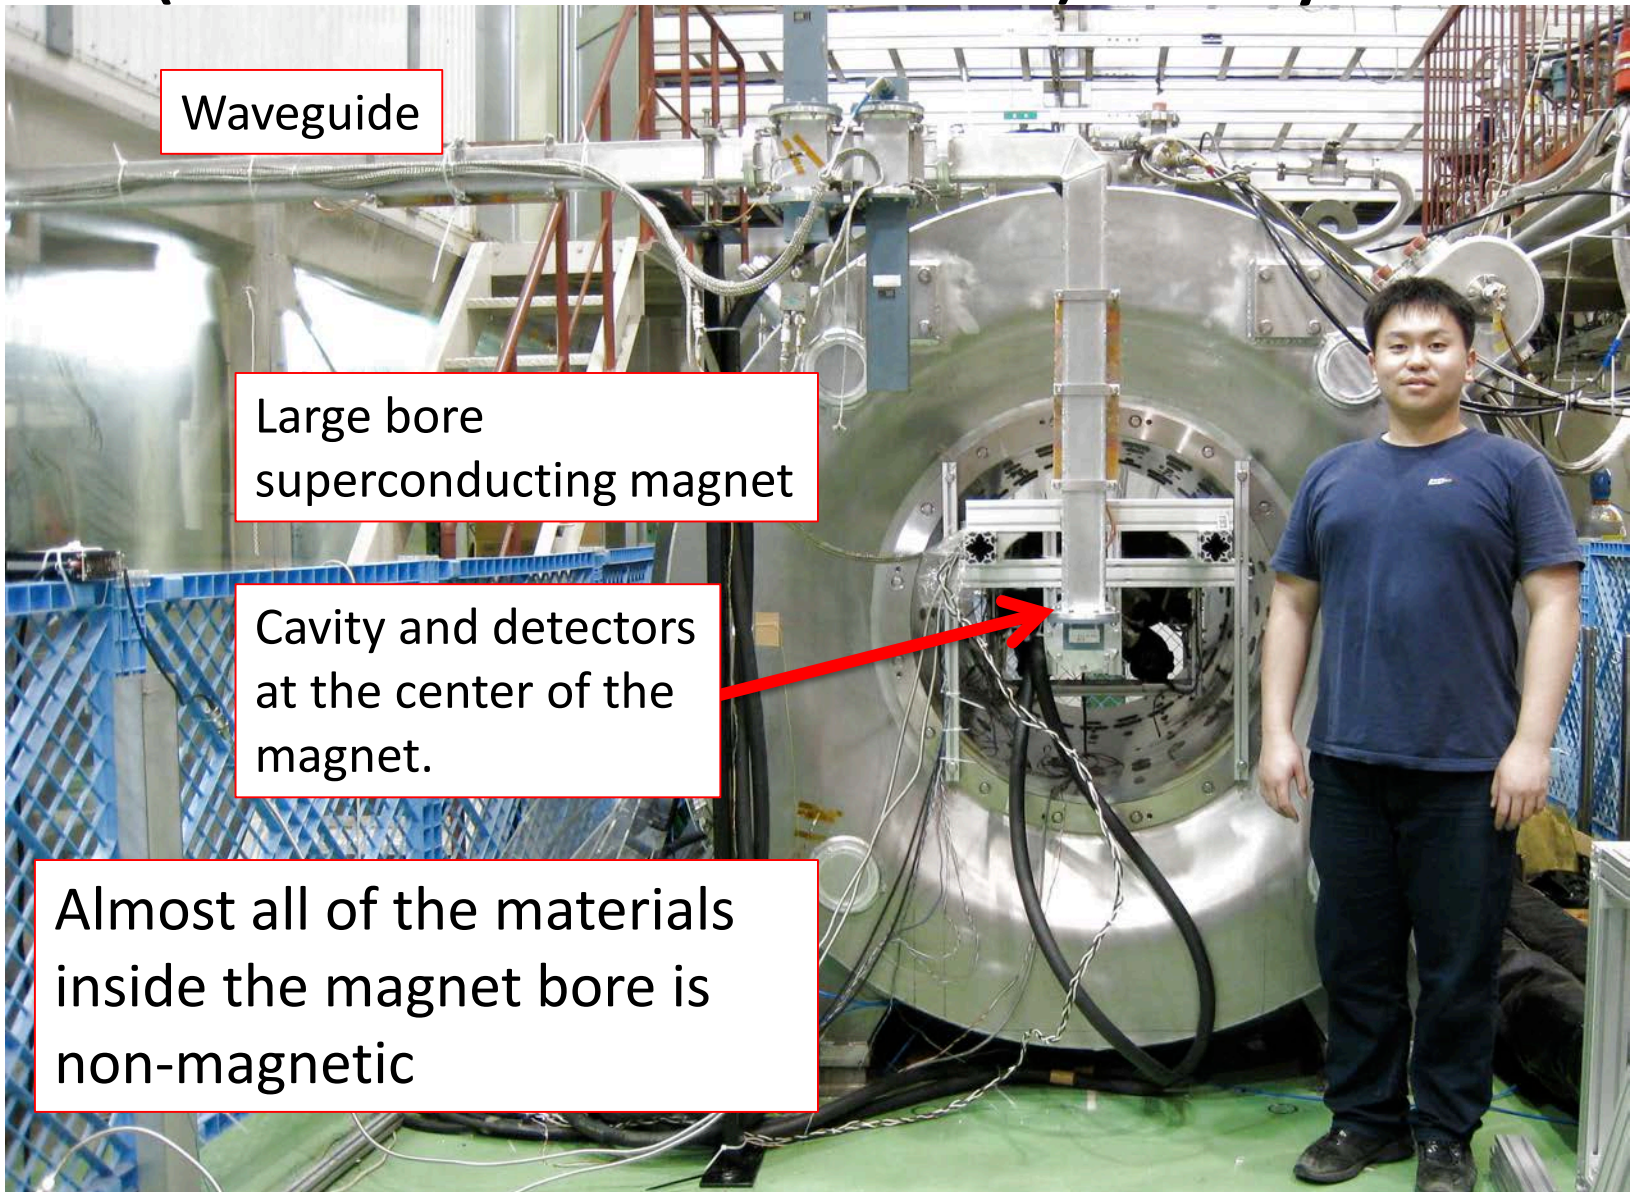 Waveguide
Large bore
superconducting magnet
Cavity and detectors
at the center of the
magnet.
Almost all of the materials
inside the magnet bore is
non-magnetic